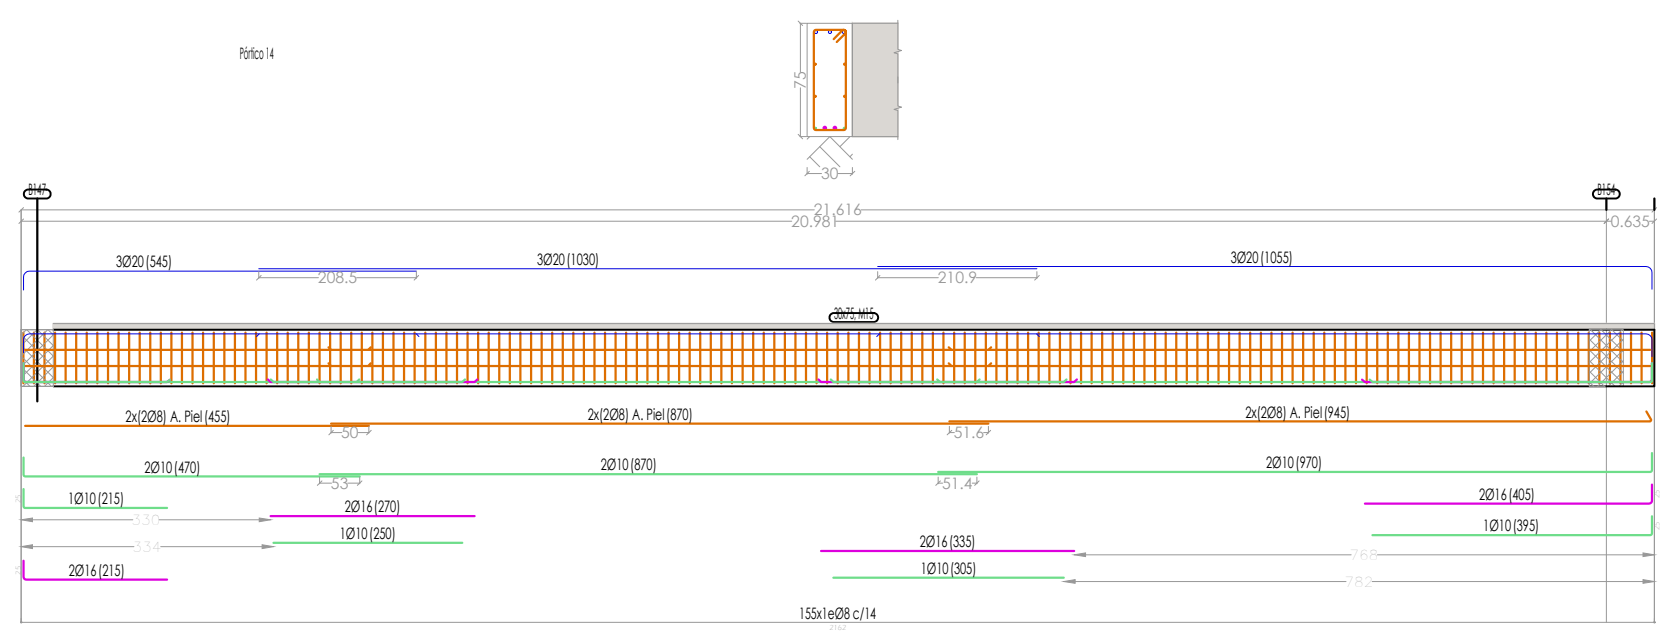 Pórtico 14
75
30
B147
B154
21.616
20.981
0.635
3Ø20 (545)
3Ø20 (1030)
3Ø20 (1055)
208.5
210.9
30x75, M15
2x(2Ø8) A. Piel (455)
2x(2Ø8) A. Piel (870)
2x(2Ø8) A. Piel (945)
50
51.6
2Ø10 (470)
2Ø10 (870)
2Ø10 (970)
53
51.4
1Ø10 (215)
2Ø16 (270)
2Ø16 (405)
330
1Ø10 (250)
1Ø10 (395)
334
2Ø16 (335)
768
2Ø16 (215)
1Ø10 (305)
782
155x1eØ8 c/14
2162